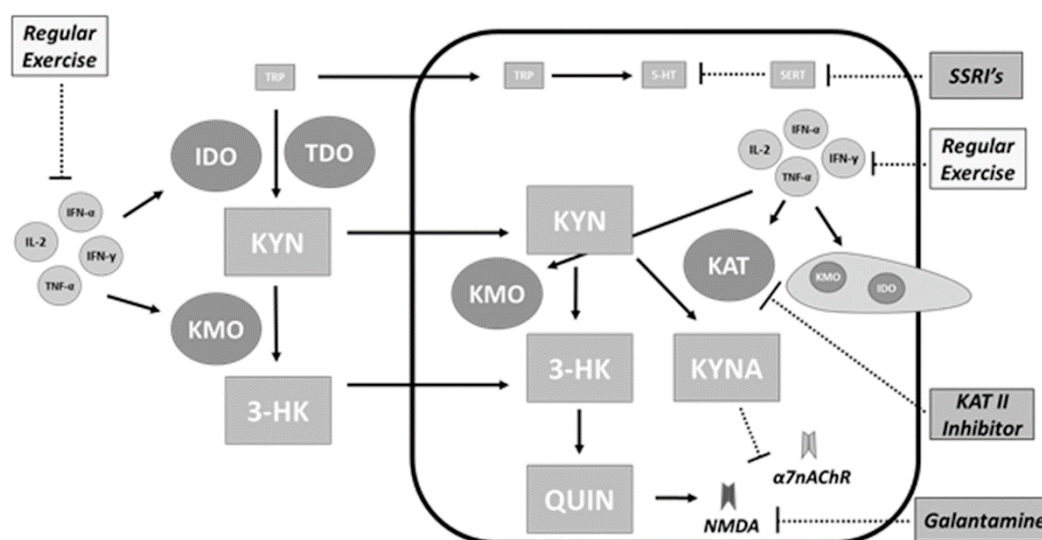 Regular
Exercise
TRP
TRP
5-HT
SERT
SSRI's
IDO
TDO
IFN-α
IL-2
IFN-γ
TNF-α
Regular
Exercise
IFN-α
IL-2
IFN-γ
TNF-α
KYN
KYN
KAT
KMO
IDO
KMO
KMO
3-HK
3-HK
KYNA
KAT II
Inhibitor
α7nAChR
QUIN
NMDA
Galantamine